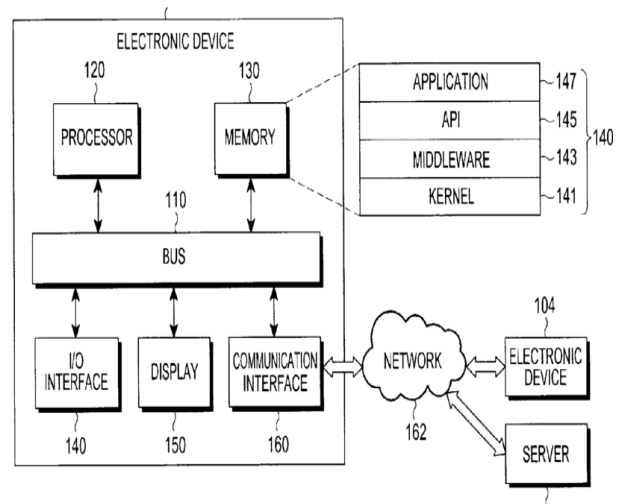 ELECTRONIC DEVICE
120
130
PROCESSOR
MEMORY
APPLICATION
147
API
145
140
MIDDLEWARE
143
KERNEL
141
110
BUS
I/O
INTERFACE
DISPLAY
COMMUNICATION
INTERFACE
140
150
160
NETWORK
162
104
ELECTRONIC
DEVICE
SERVER